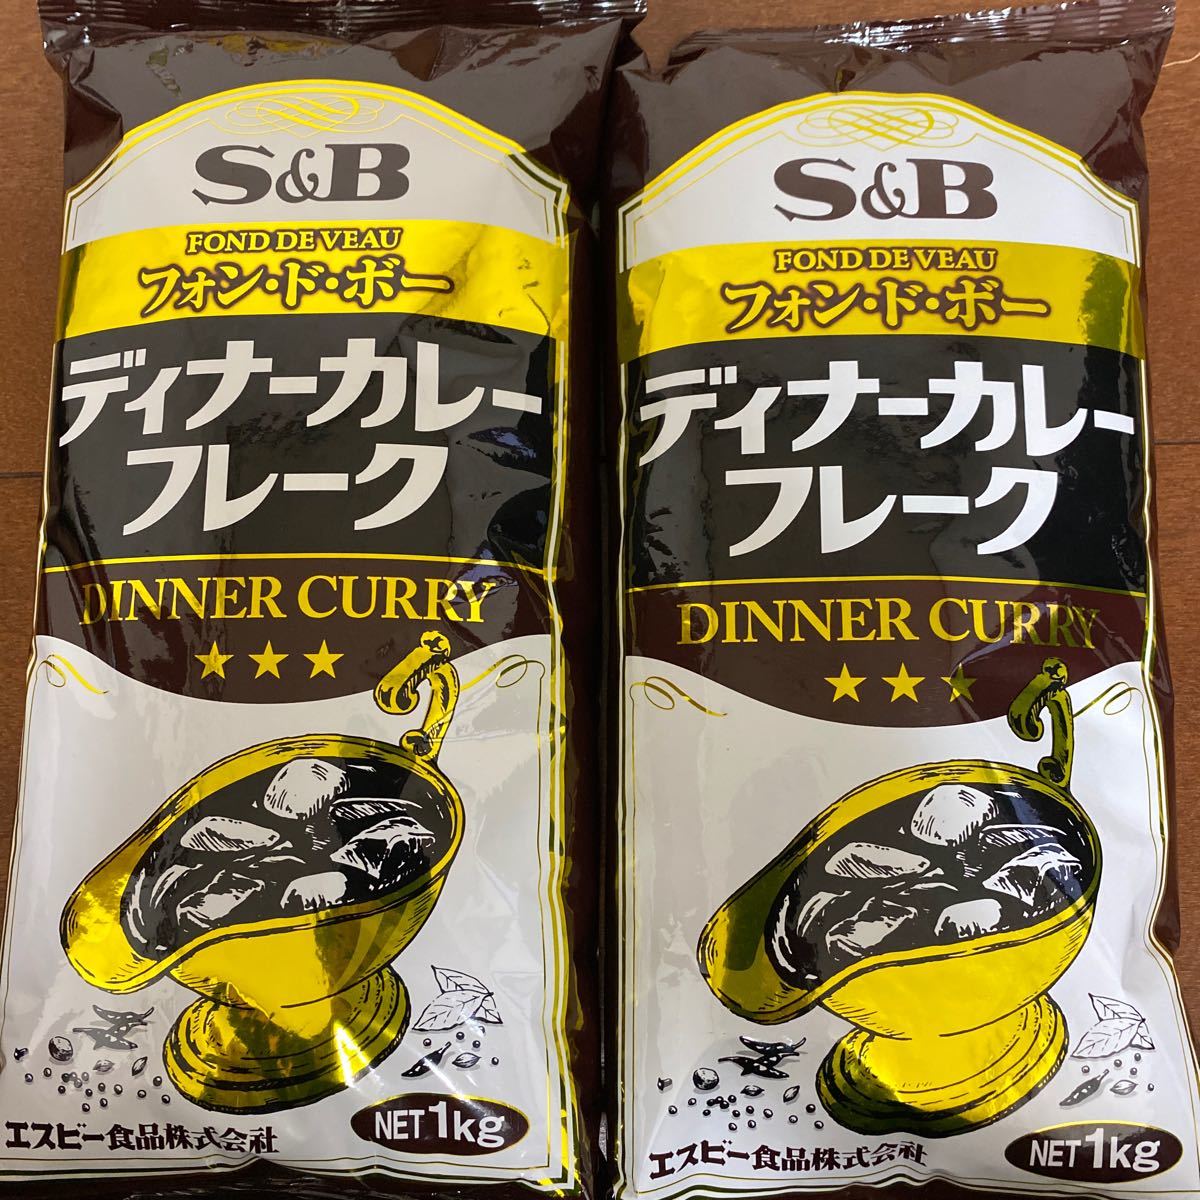 S&B
FOND DE VEAU
フォン・ド・ボー
ディナーカレー
フレーク
DINNER CURRY
NET 1kg
エスビー食品株式会社
S&B
FOND DE VEAU
フォン・ド・ボー
ディナーカレー
フレーク
DINNER CURRY
NET 1kg
エスビー食品株式会社